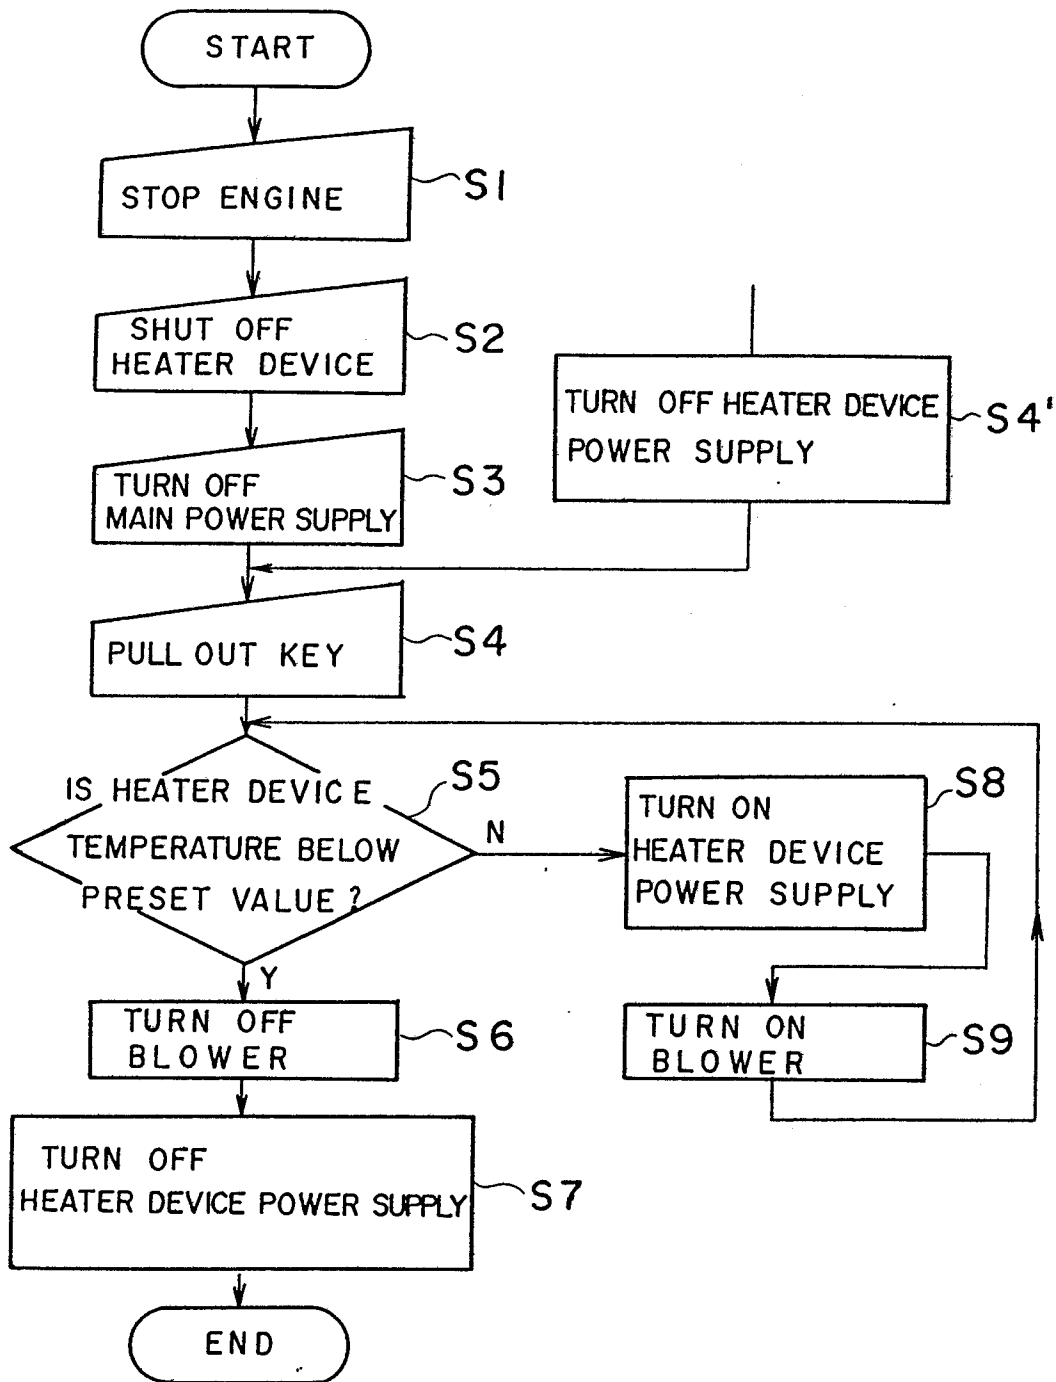 START
STOP ENGINE
S1
SHUT OFF
HEATER DEVICE
S2
TURN OFF
MAIN POWER SUPPLY
S3
TURN OFF HEATER DEVICE
POWER SUPPLY
S4'
PULL OUT KEY
S4
IS HEATER DEVICE
TEMPERATURE BELOW
PRESET VALUE?
S5
N
Y
TURN ON
HEATER DEVICE
POWER SUPPLY
S8
TURN OFF
BLOWER
S6
TURN ON
BLOWER
S9
TURN OFF
HEATER DEVICE POWER SUPPLY
S7
END